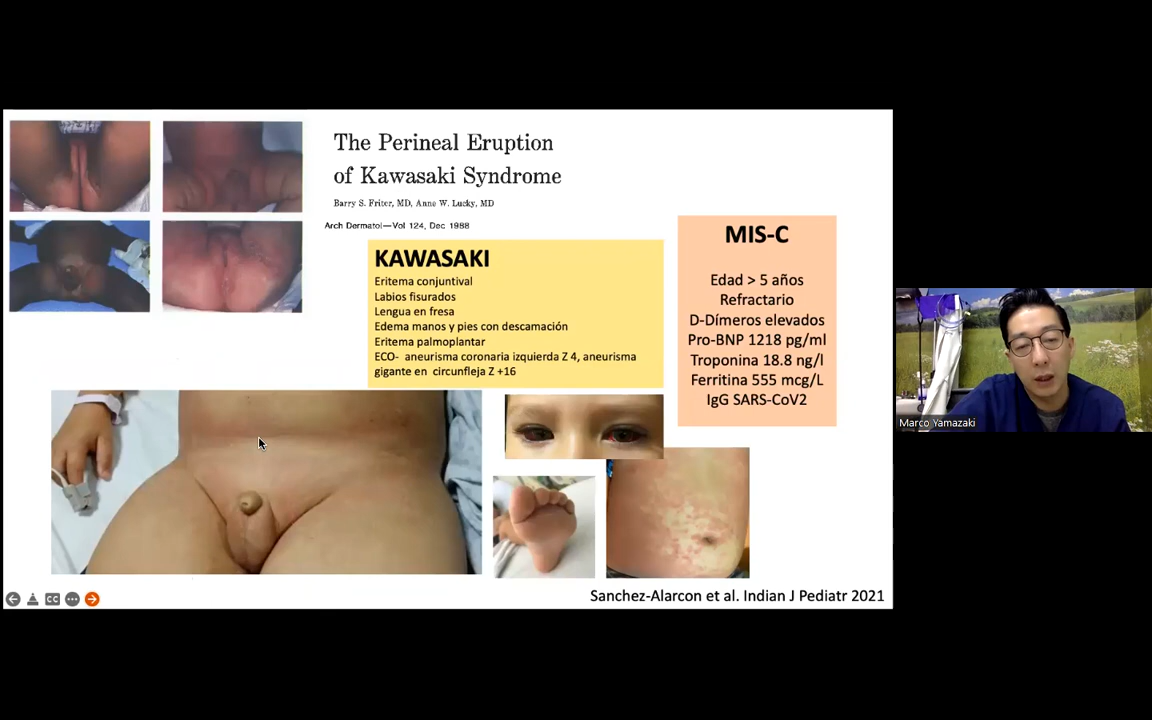 The Perineal Eruption
of Kawasaki Syndrome
Barry S. Friter, MD, Anne W. Lucky, MD
Arch Dermatol—Vol 124, Dec 1988
KAWASAKI
Eritema conjuntival
Labios fisurados
Lengua en fresa
Edema manos y pies con descamación
Eritema palmoplantar
ECO- aneurisma coronaria izquierda Z 4, aneurisma
gigante en circunfleja Z +16
MIS-C
Edad > 5 años
Refractario
D-Dímeros elevados
Pro-BNP 1218 pg/ml
Troponina 18.8 ng/l
Ferritina 555 mcg/L
IgG SARS-CoV2
Marco Yamazaki
Sanchez-Alarcon et al. Indian J Pediatr 2021
CC